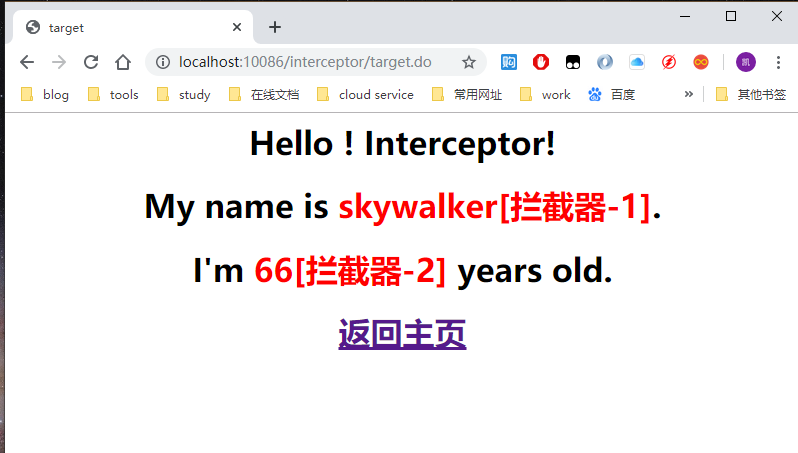 target
localhost:10086/interceptor/target.do
购
凯
blog tools study 在线文档 cloud service 常用网址 work 百度 » 其他书签
Hello ! Interceptor!
My name is skywalker[拦截器-1].
I'm 66[拦截器-2] years old.
返回主页